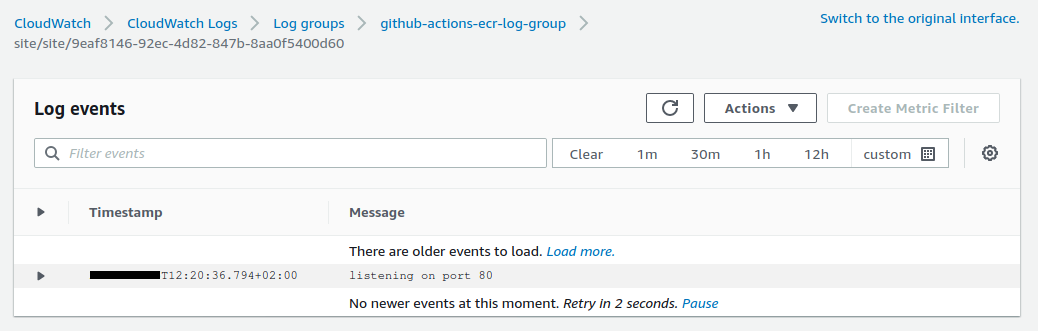 CloudWatch CloudWatch Logs Log groups github-actions-ecr-log-group
Switch to the original interface.
site/site/9eaf8146-92ec-4d82-847b-8aa0f5400d60
Log events
Actions
Create Metric Filter
Filter events
Clear 1m 30m 1h 12h custom
Timestamp Message
There are older events to load. Load more.
T12:20:36.794+02:00 listening on port 80
No newer events at this moment. Retry in 2 seconds. Pause